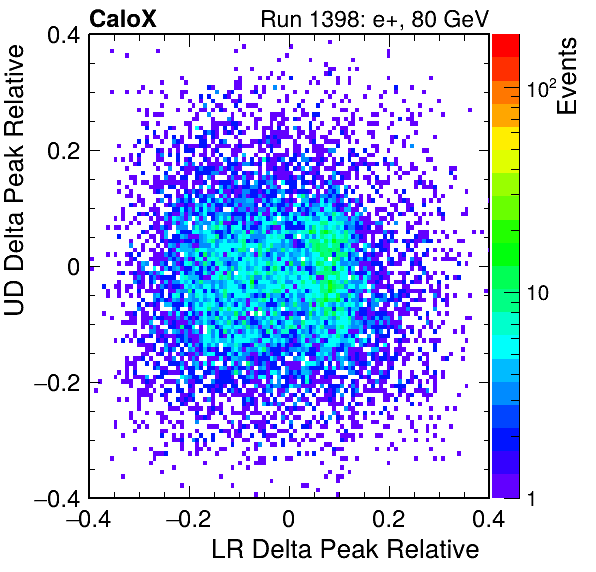 CaloX Run 1398: e+, 80 GeV
UD Delta Peak Relative
0.4
0.2
0
−0.2
−0.4
−0.4 −0.2 0 0.2 0.4
LR Delta Peak Relative
Events
10²
10
1